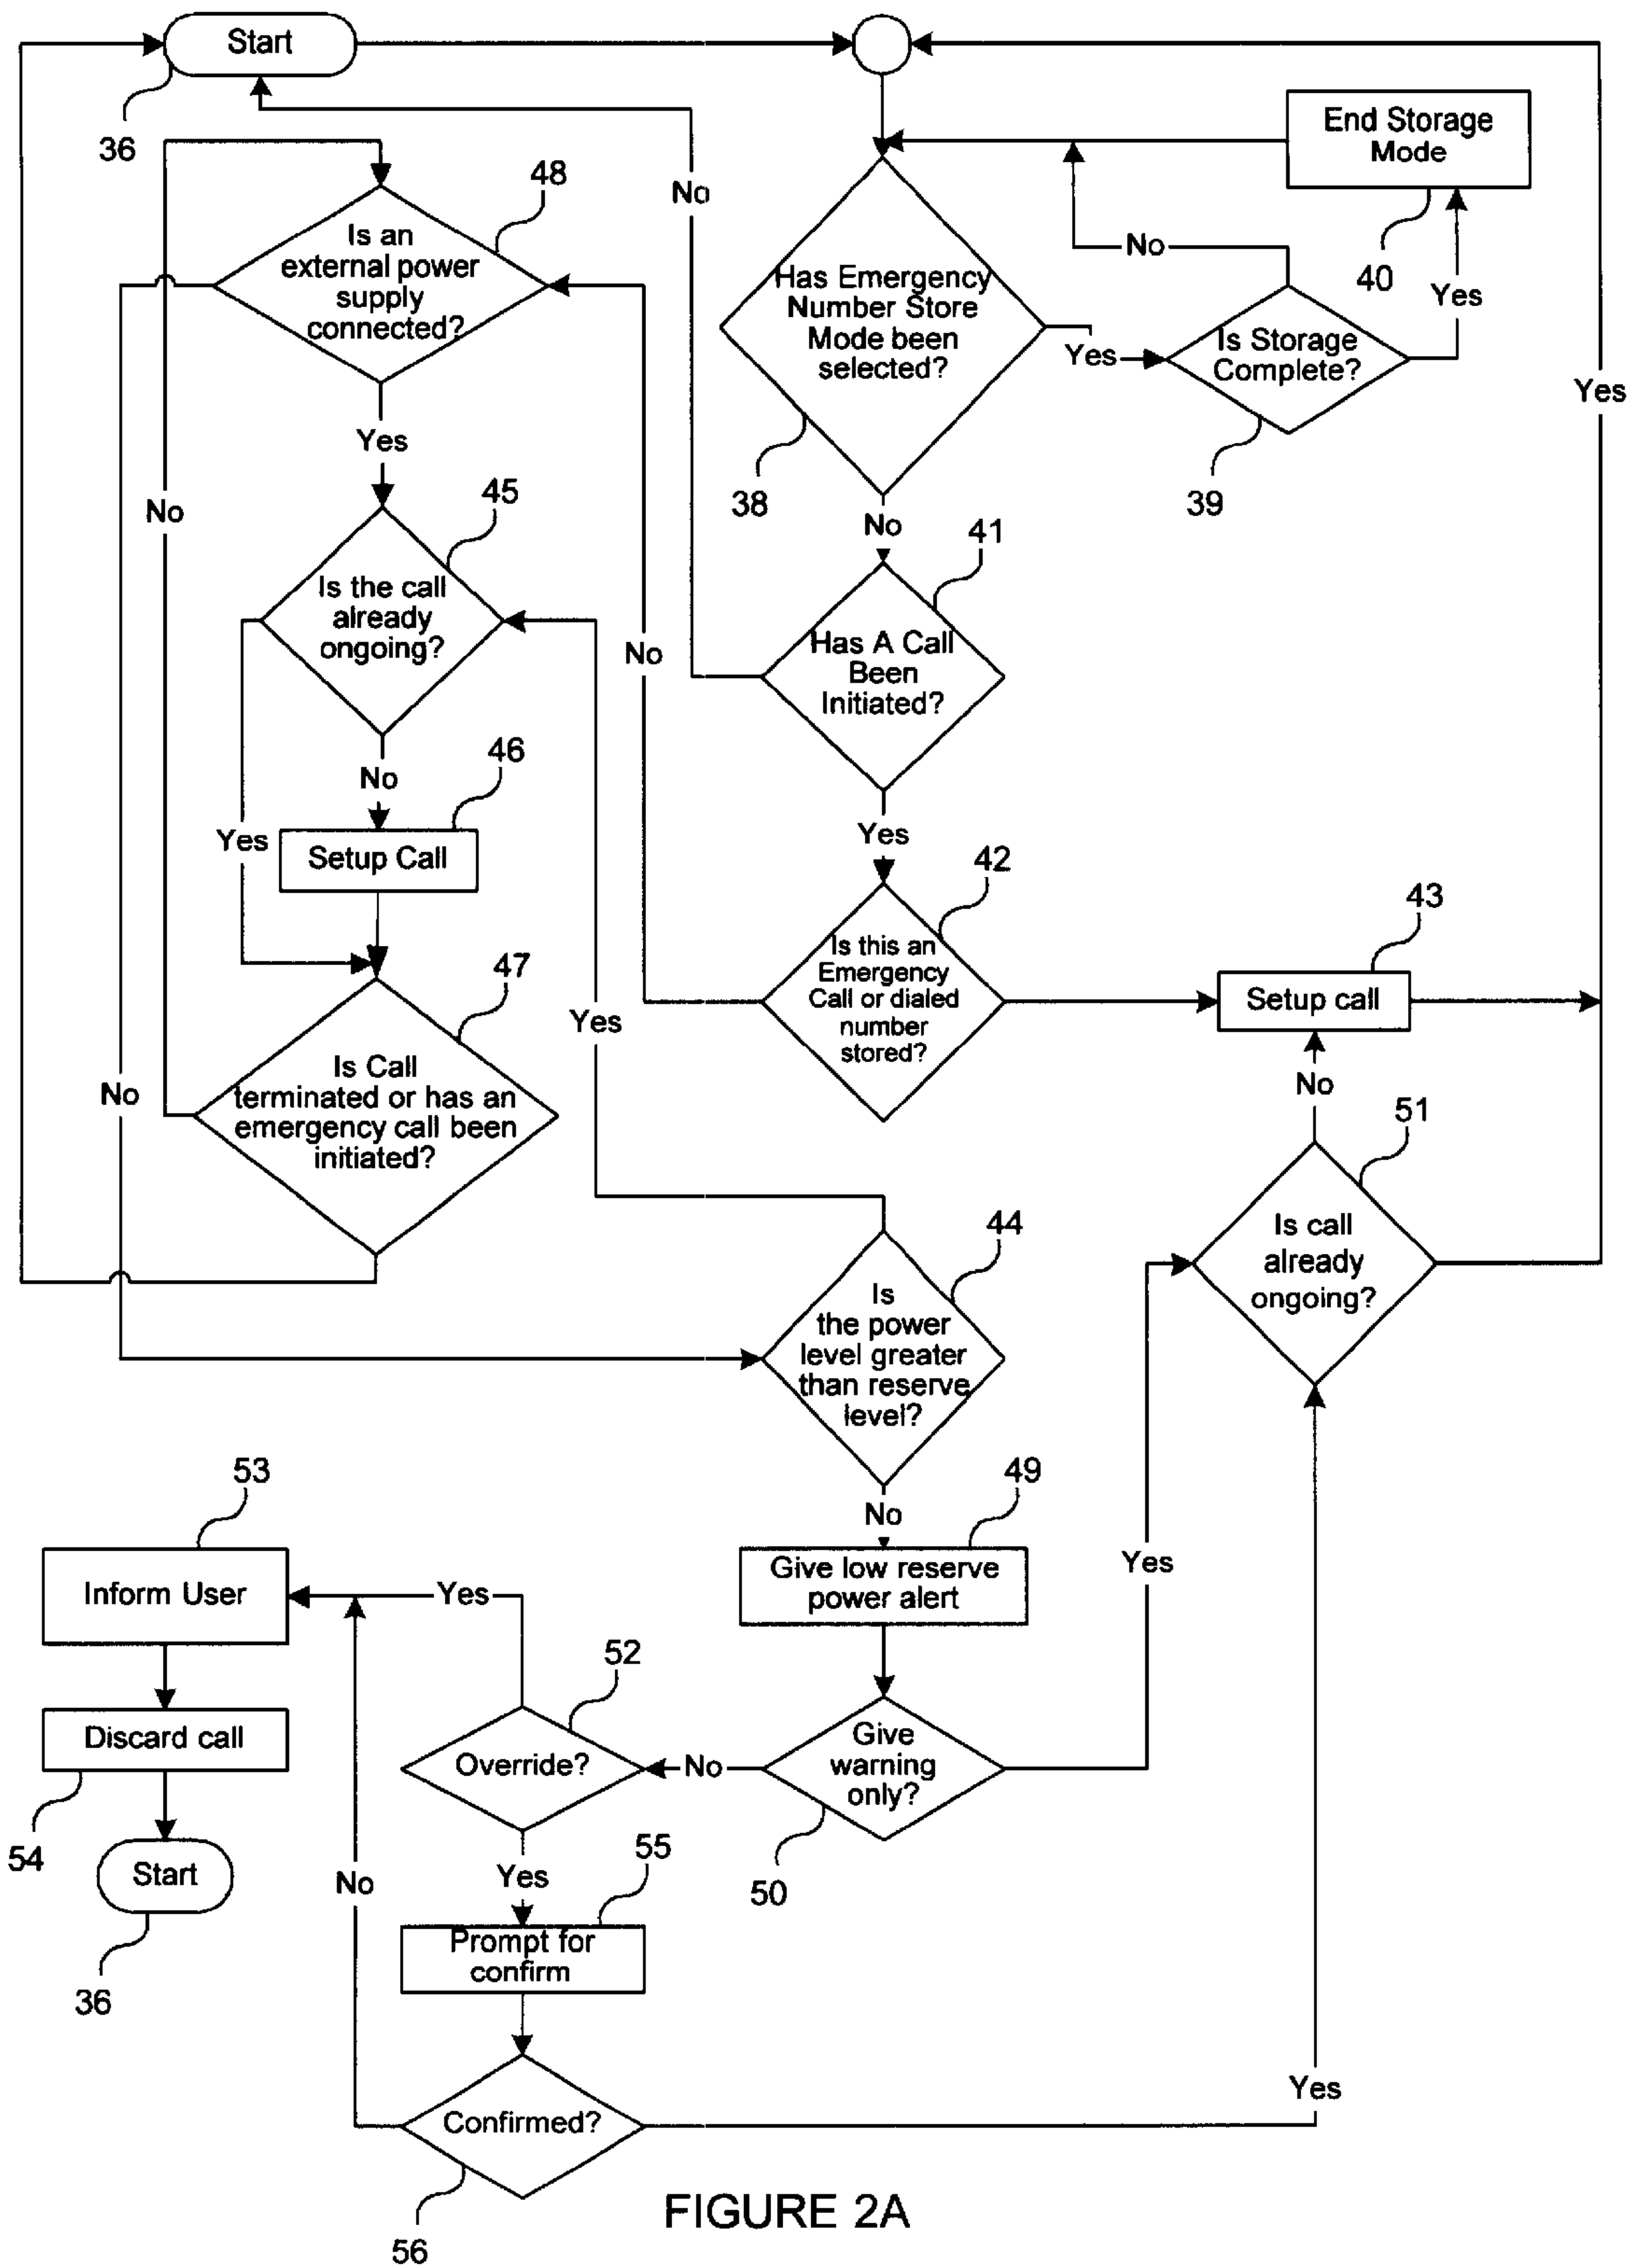 Start
36
End Storage
Mode
40
No
Yes
48
Is an
external power
supply
connected?
No
Has Emergency
Number Store
Mode been
selected?
38
Yes
Is Storage
Complete?
39
Yes
Yes
No
45
Is the call
already
ongoing?
No
No
41
Has A Call
Been
Initiated?
No
46
Setup Call
Yes
Yes
42
Is this an
Emergency
Call or dialed
number
stored?
43
Setup call
47
Is Call
terminated or has an
emergency call been
initiated?
No
Yes
No
51
Is call
already
ongoing?
44
Is
the power
level greater
than reserve
level?
No
49
Give low reserve
power alert
Yes
53
Inform User
Yes
52
Override?
No
Give
warning
only?
50
Discard call
54
Start
36
No
Yes
55
Prompt for
confirm
Confirmed?
56
Yes
FIGURE 2A